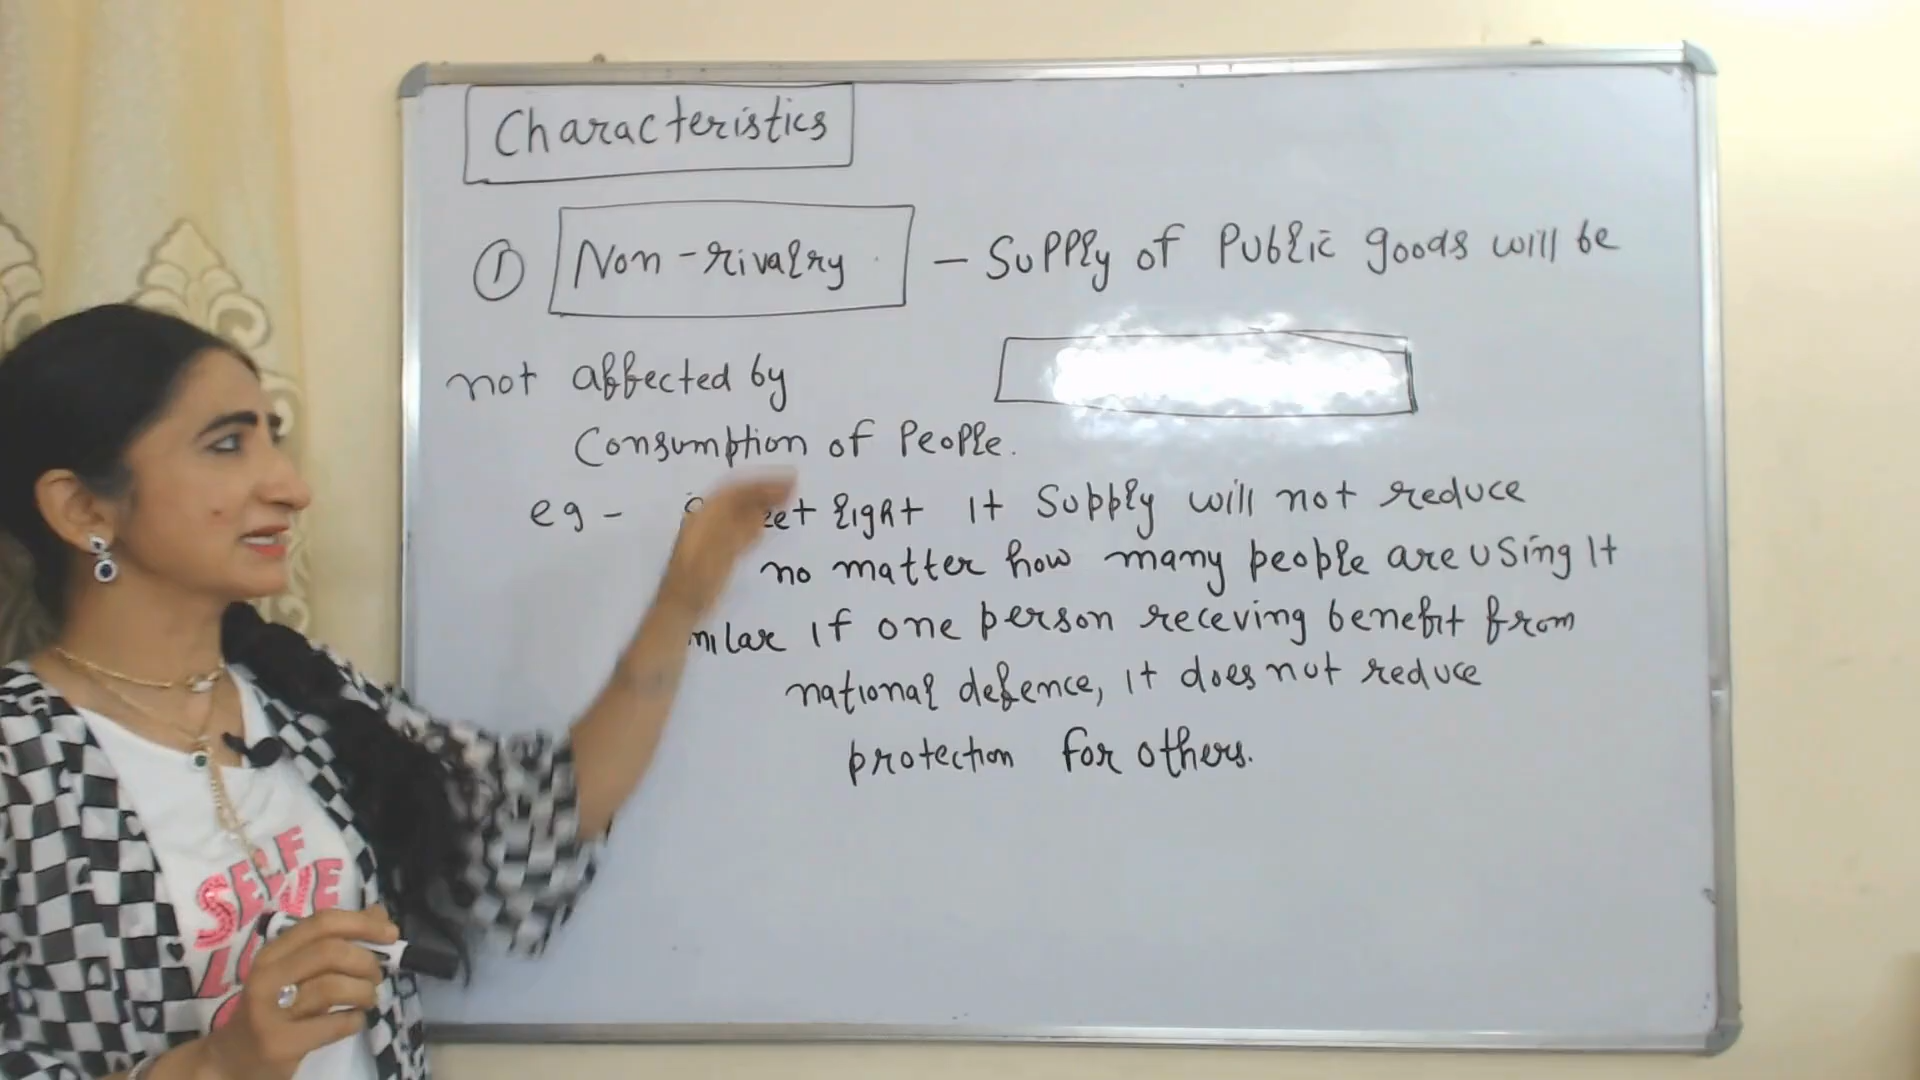 Characteristics
① Non-rivalry - Supply of Public goods will be
not affected by
Consumption of People.
eg - light It Supply will not reduce
no matter how many people are using it
If one person receving benefit from
national defence, it does not reduce
protection for others.
SELF